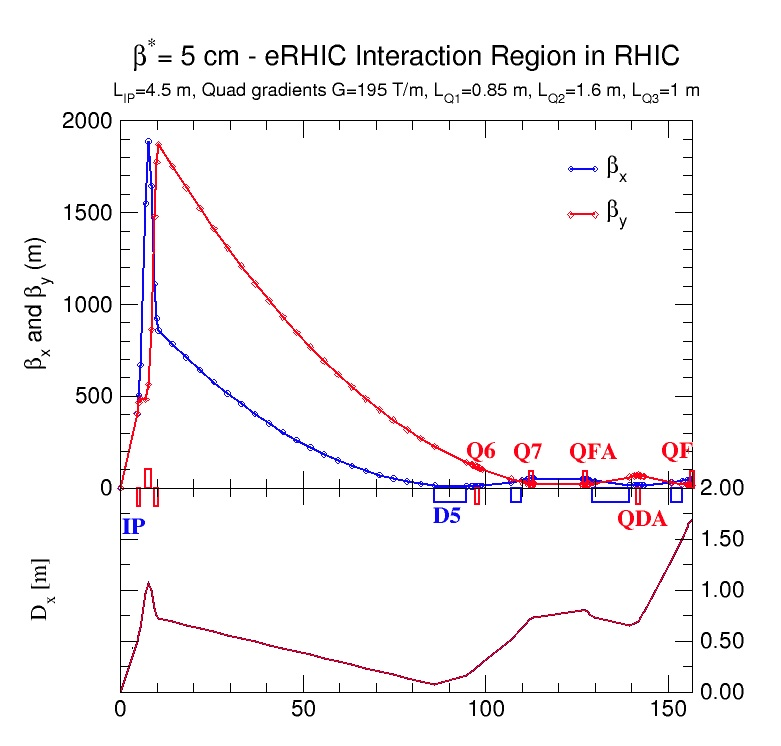 β*= 5 cm - eRHIC Interaction Region in RHIC
L_IP=4.5 m, Quad gradients G=195 T/m, L_Q1=0.85 m, L_Q2=1.6 m, L_Q3=1 m
2000
1500
1000
500
0
β_x and β_y (m)
β_x
β_y
Q6
Q7
QFA
QF
IP
D5
QDA
2.00
1.50
1.00
0.50
0.00
D_x [m]
0
50
100
150